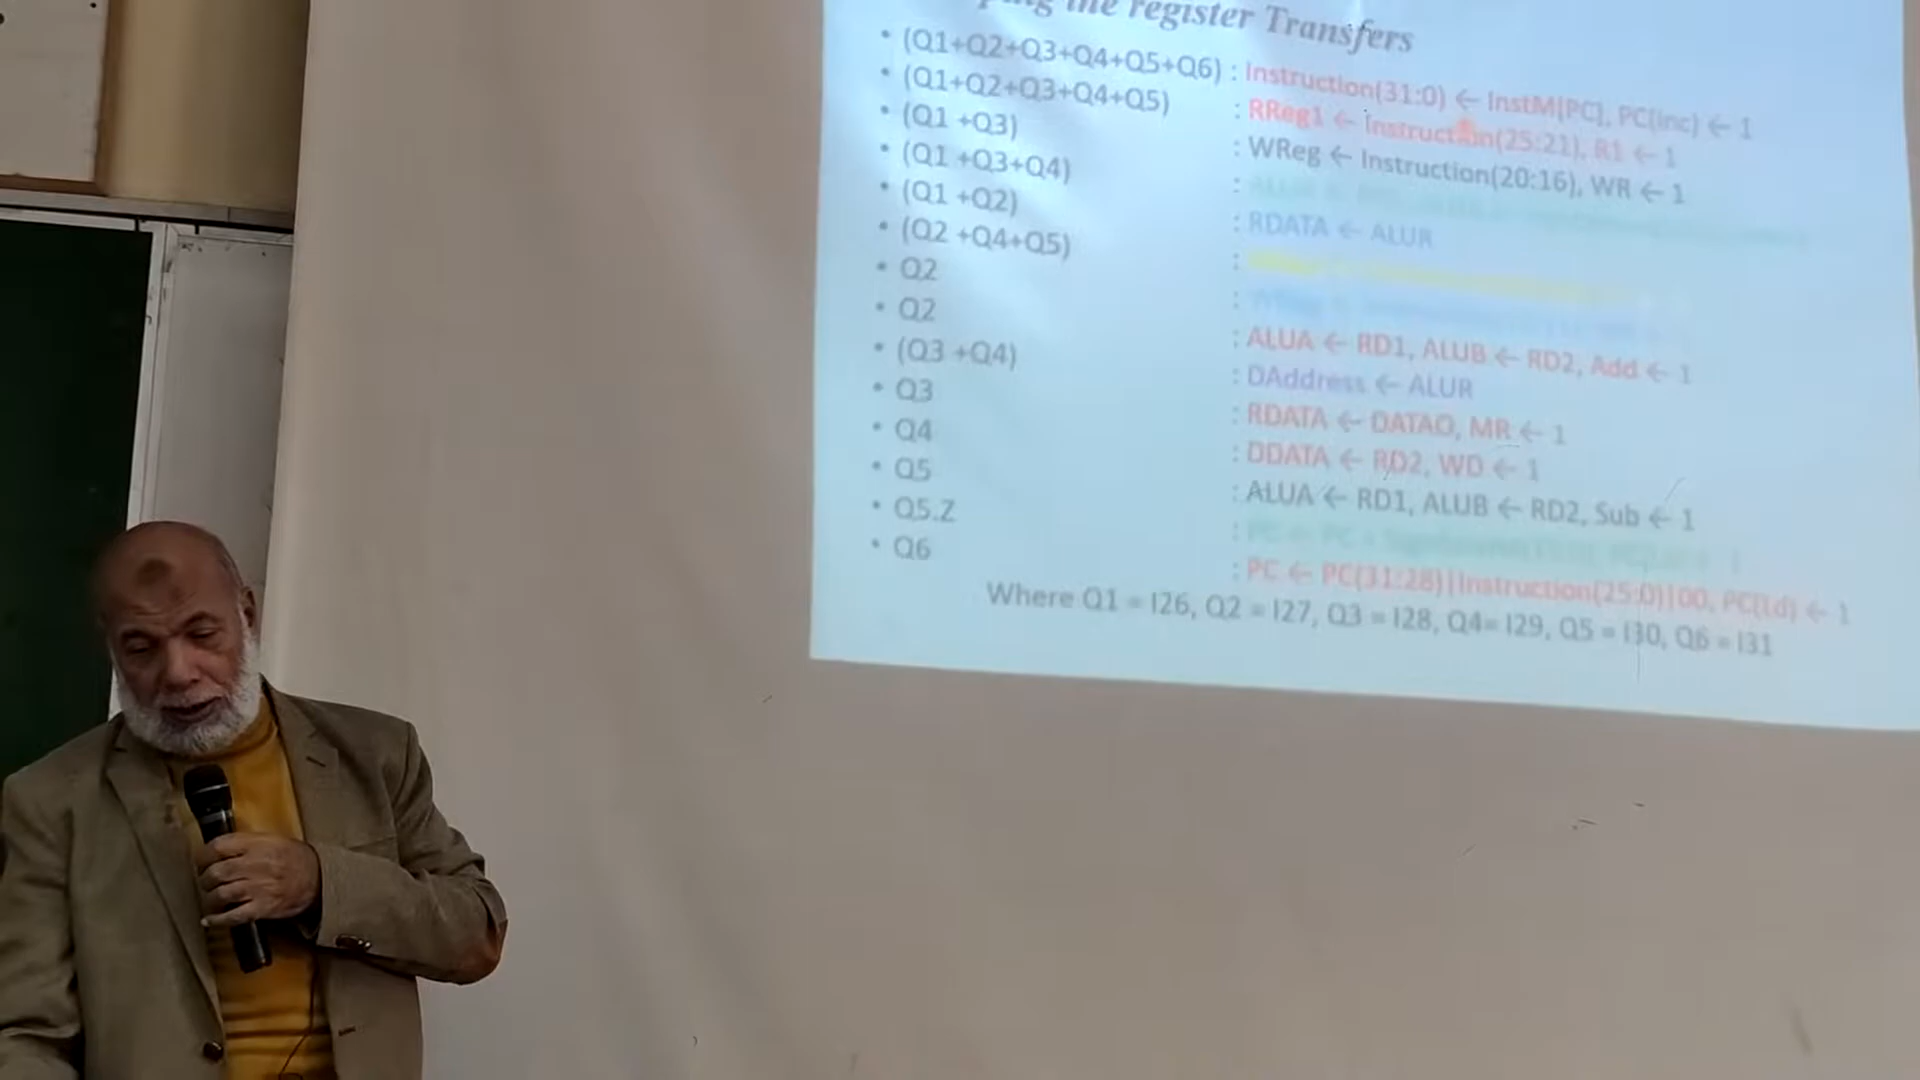 the register Transfers
• (Q1+Q2+Q3+Q4+Q5+Q6) : Instruction(31:0) ← InstM[PC], PC(inc) ← 1
• (Q1+Q2+Q3+Q4+Q5) : RReg1 ← Instruction(25:21), R1 ← 1
• (Q1 +Q3) : WReg ← Instruction(20:16), WR ← 1
• (Q1 +Q3+Q4) :
• (Q1 +Q2) : RDATA ← ALUR
• (Q2 +Q4+Q5) :
• Q2 :
• Q2 : ALUA ← RD1, ALUB ← RD2, Add ← 1
• (Q3 +Q4) : DAddress ← ALUR
• Q3 : RDATA ← DATAO, MR ← 1
• Q4 : DDATA ← RD2, WD ← 1
• Q5 : ALUA ← RD1, ALUB ← RD2, Sub ← 1
• Q5.Z : PC ← PC +
• Q6 : PC ← PC(31:28)||Instruction(25:0)|00, PC(Ld) ← 1
Where Q1 = I26, Q2 = I27, Q3 = I28, Q4= I29, Q5 = I30, Q6 = I31